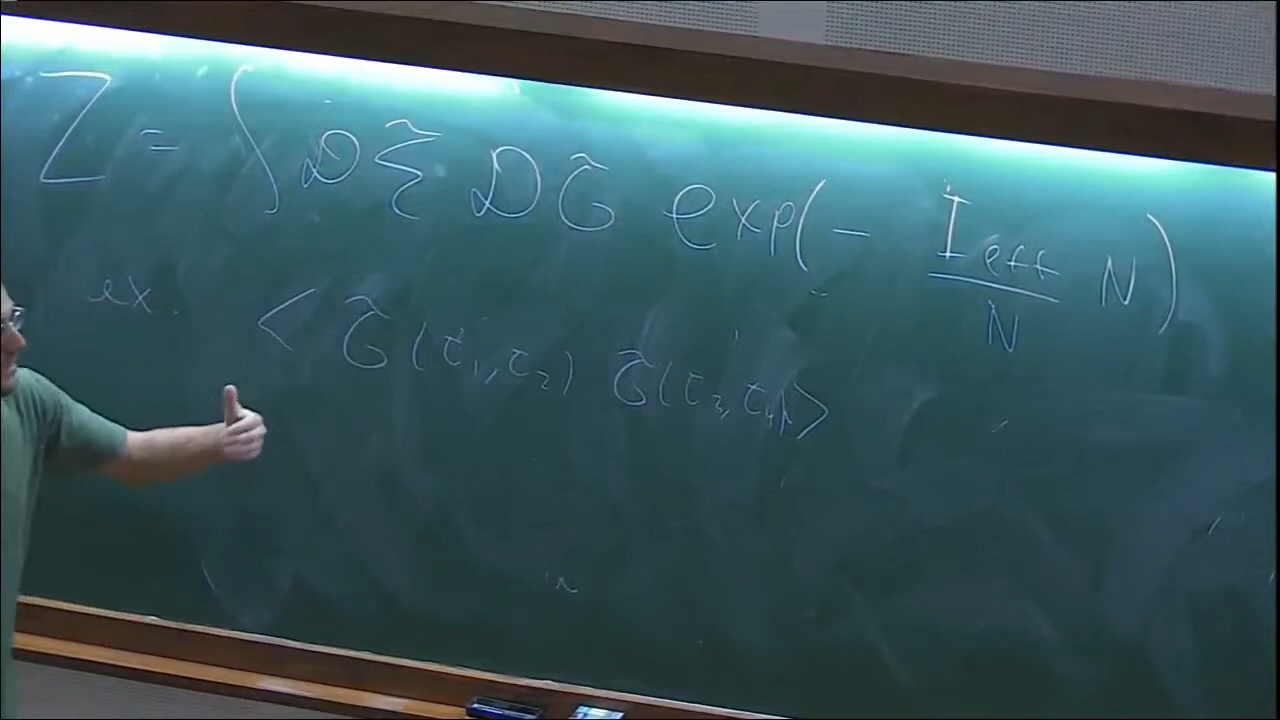 Z = ∫ DΣ̃ DG̃ exp(− I_eff/N N)
ex. < G̃(τ₁,τ₂) G̃(τ₃,τ₄) >